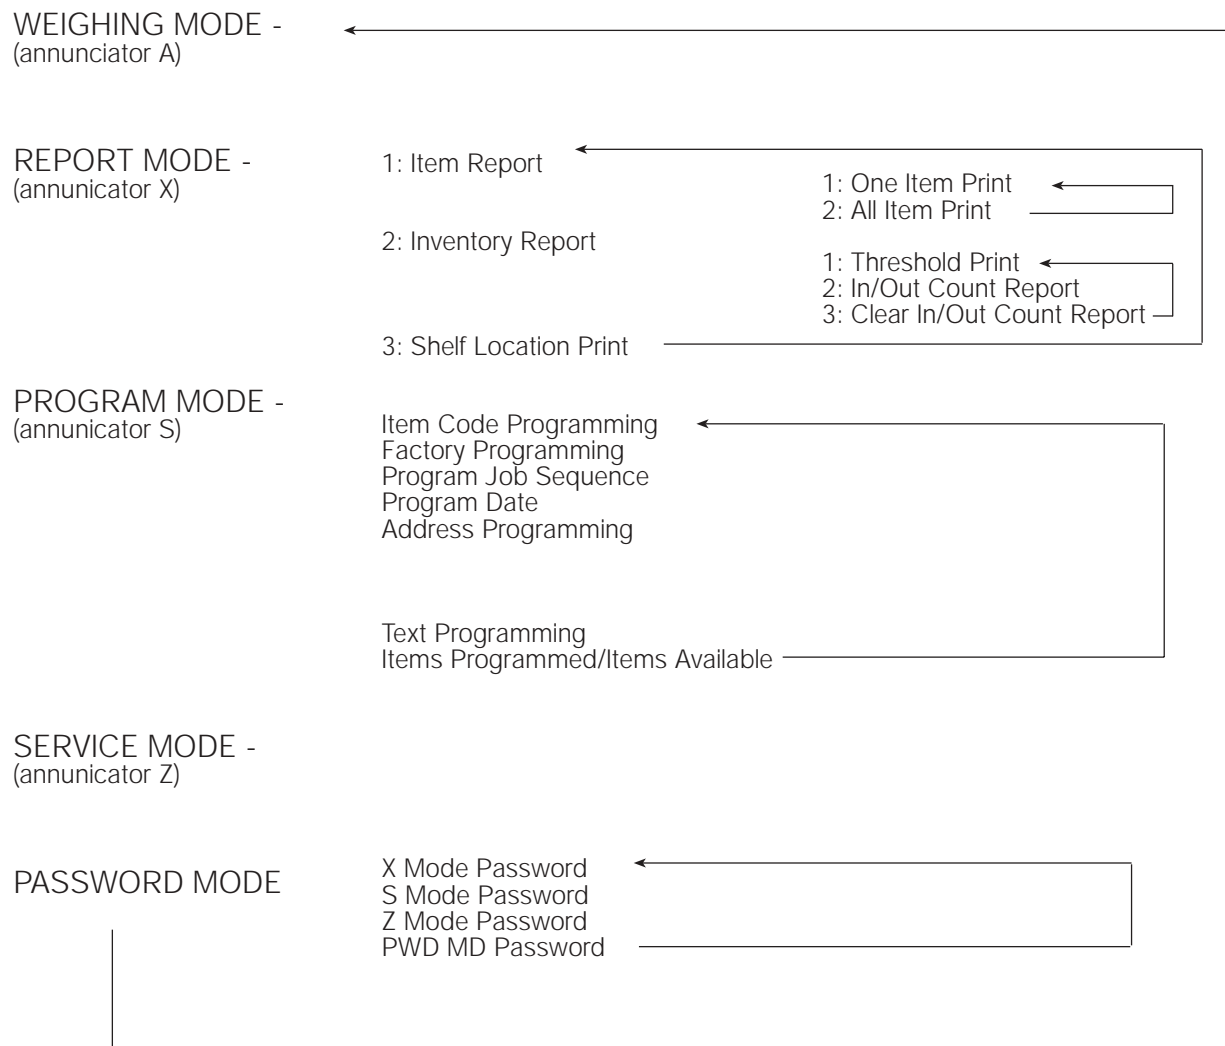 WEIGHING MODE -
(annunciator A)
REPORT MODE -
(annunicator X)
1: Item Report
1: One Item Print
2: All Item Print
2: Inventory Report
1: Threshold Print
2: In/Out Count Report
3: Clear In/Out Count Report
3: Shelf Location Print
PROGRAM MODE -
(annunicator S)
Item Code Programming
Factory Programming
Program Job Sequence
Program Date
Address Programming
Text Programming
Items Programmed/Items Available
SERVICE MODE -
(annunicator Z)
PASSWORD MODE
X Mode Password
S Mode Password
Z Mode Password
PWD MD Password